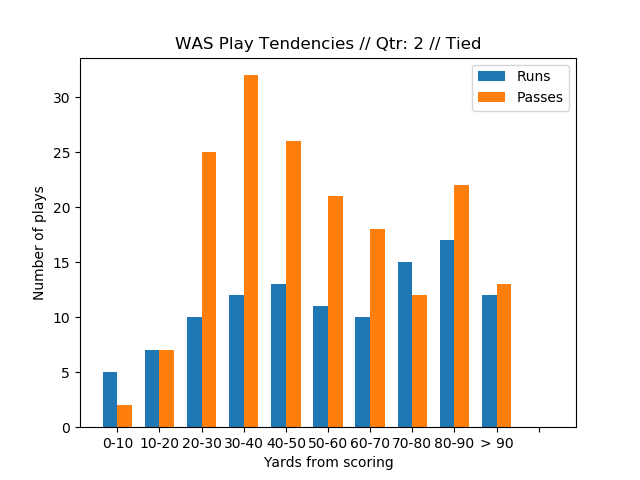 WAS Play Tendencies // Qtr: 2 // Tied
Runs
Passes
Number of plays
30
25
20
15
10
5
0
0-10 10-20 20-30 30-40 40-50 50-60 60-70 70-80 80-90 > 90
Yards from scoring